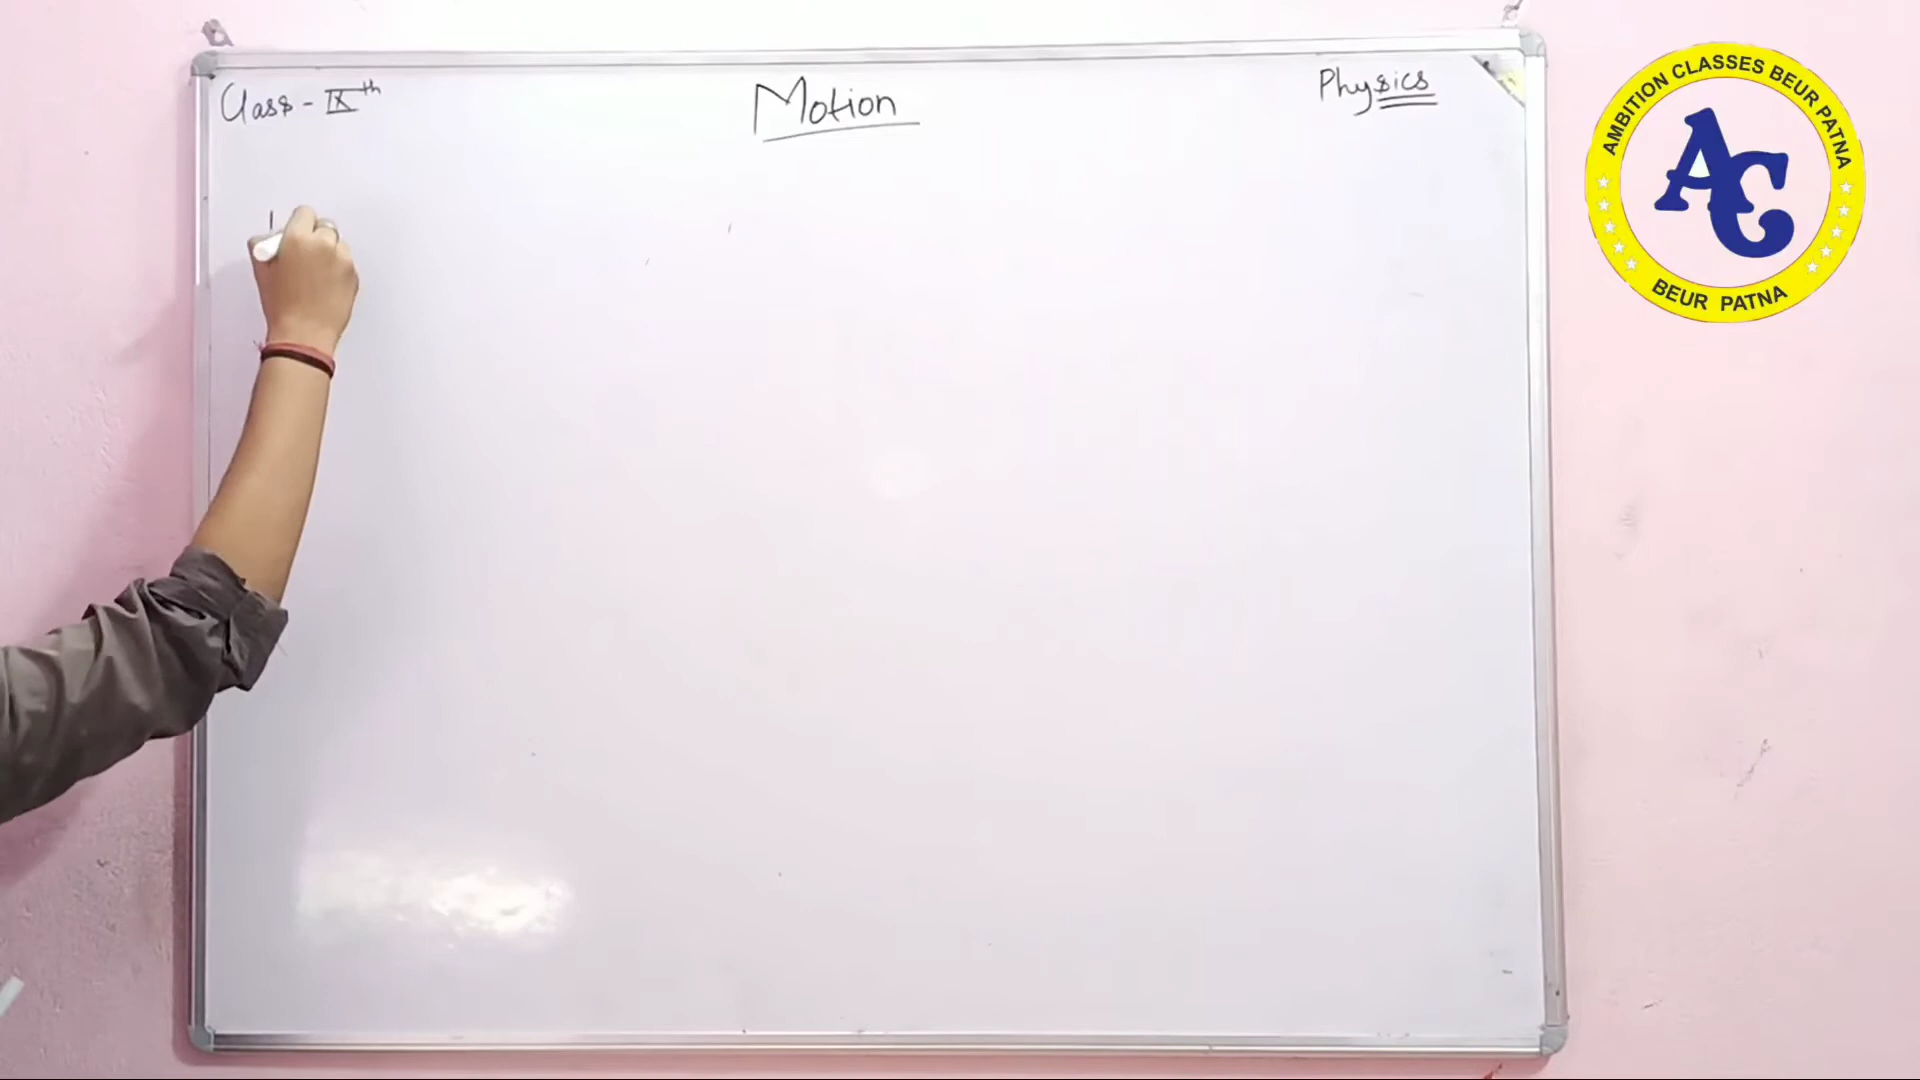 Class - IXth
Motion
Physics
AMBITION CLASSES BEUR PATNA
AC
BEUR PATNA